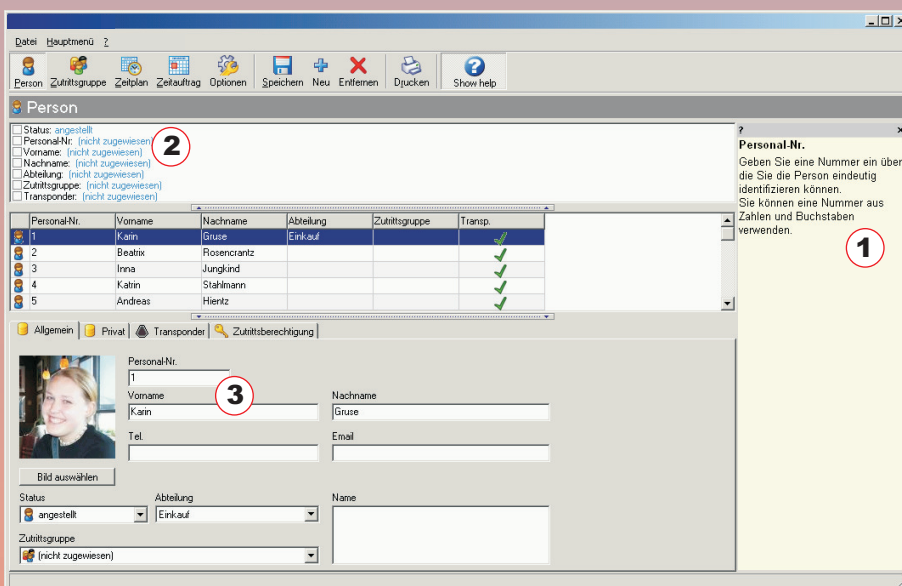 Datei Hauptmenü ?
Person Zutrittsgruppe Zeitplan Zeitauftrag Optionen Speichern Neu Entfernen Drucken Show help
Person
Status: angestellt
Personal-Nr: (nicht zugewiesen)
Vorname: (nicht zugewiesen)
Nachname: (nicht zugewiesen)
Abteilung: (nicht zugewiesen)
Zutrittsgruppe: (nicht zugewiesen)
Transponder: (nicht zugewiesen)
2
Personal-Nr. Vorname Nachname Abteilung Zutrittsgruppe Transp.
1 Karin Gruse Einkauf
2 Beatrix Rosencrantz
3 Inna Jungkind
4 Katrin Stahlmann
5 Andreas Hientz
Allgemein Privat Transponder Zutrittsberechtigung
Personal-Nr.
1
Vorname Nachname
3
Karin Gruse
Tel. Email
Bild auswählen
Status Abteilung Name
angestellt Einkauf
Zutrittsgruppe
(nicht zugewiesen)
?
Personal-Nr.
Geben Sie eine Nummer ein über
die Sie die Person eindeutig
identifizieren können.
Sie können eine Nummer aus
Zahlen und Buchstaben
verwenden.
1